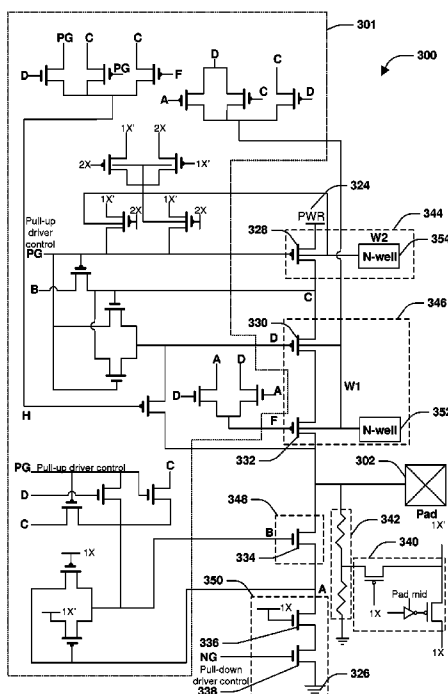 301
300
PG C C
D PG F
D
C
A C D
1X' 2X
2X 1X'
1X' 1X'
2X 2X
324
PWR
344
328
W2
354
N-well
Pull-up
driver
control
PG
B
C
346
330
D
W1
A D
D A
F
352
N-well
H
332
PG Pull-up driver control C
D
C
302
Pad
1X'
348
342
340
B
334
1X
350
A
1X'
1X
Pad mid
1X
336
NG
Pull-down
driver control
338
326
1X